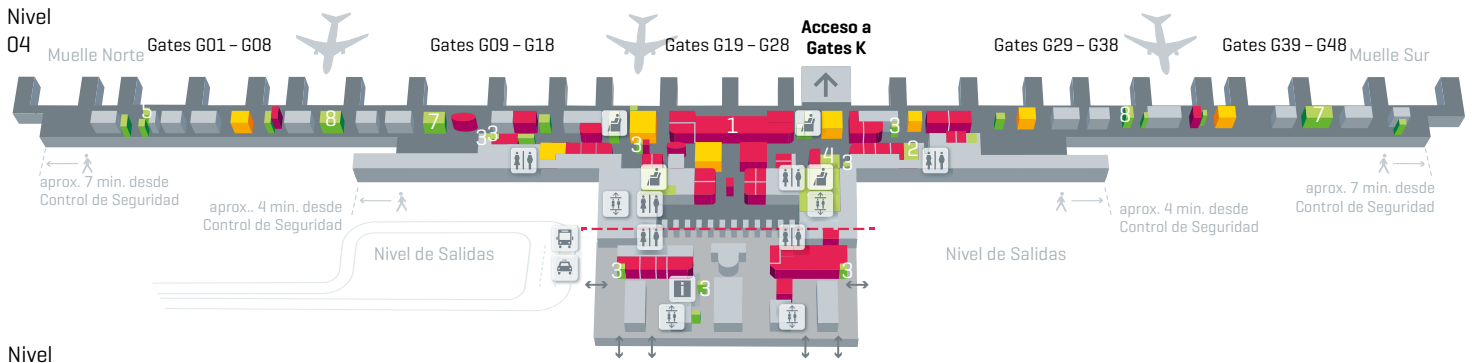 Nivel
04
Muelle Norte
Gates G01 – G08
Gates G09 – G18
Gates G19 – G28
Acceso a
Gates K
Gates G29 – G38
Gates G39 – G48
Muelle Sur
5
8
7
3
3
3
1
4
3
3
2
8
7
aprox. 7 min. desde
Control de Seguridad
aprox.. 4 min. desde
Control de Seguridad
aprox. 4 min. desde
Control de Seguridad
aprox. 7 min. desde
Control de Seguridad
Nivel de Salidas
Nivel de Salidas
3
i
3
3
Nivel